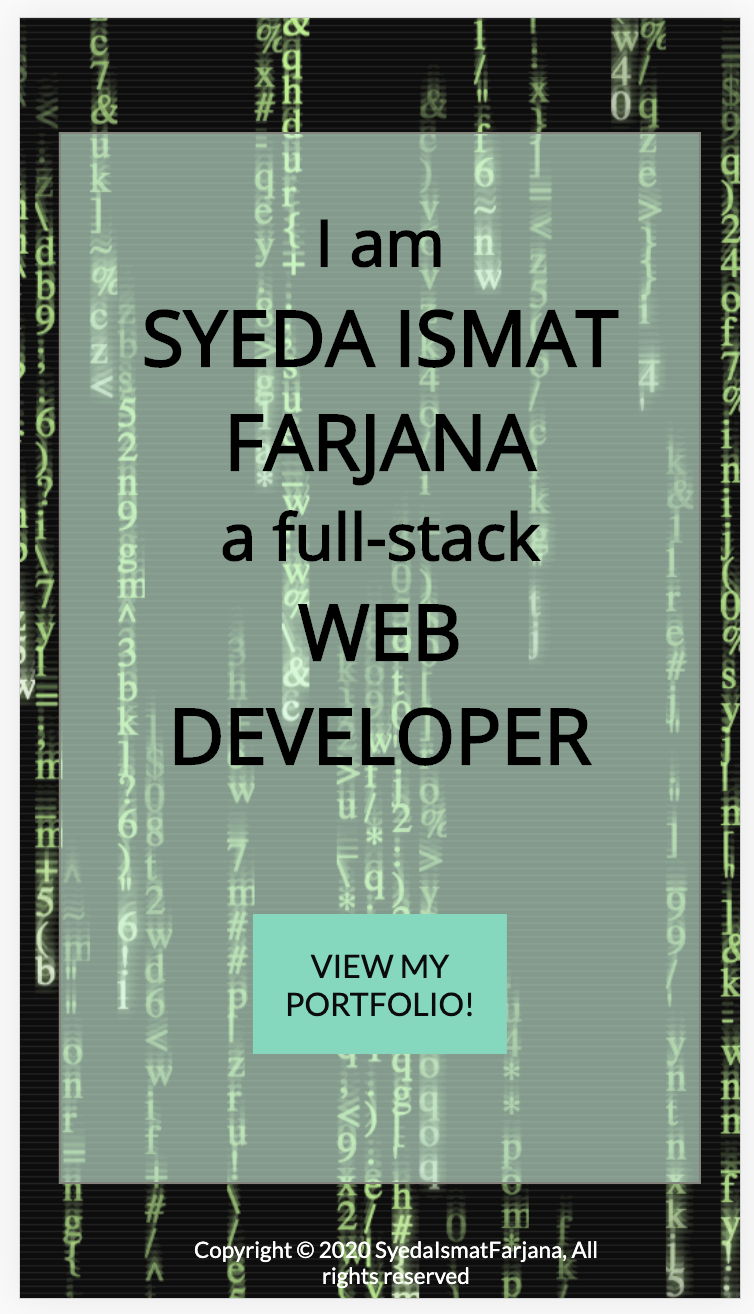 I am
SYEDA ISMAT
FARJANA
a full-stack
WEB
DEVELOPER
VIEW MY
PORTFOLIO!
Copyright © 2020 SyedaIsmatFarjana, All
rights reserved